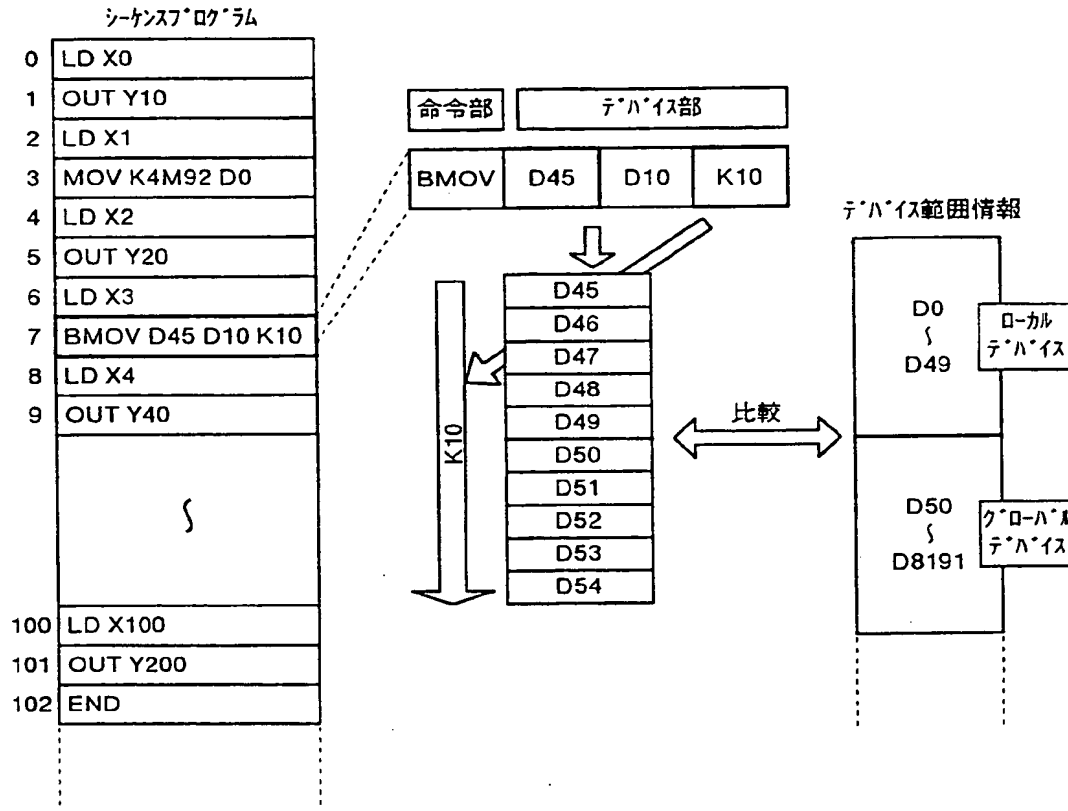 シーケンスプログラム
0 LD X0
1 OUT Y10
2 LD X1
3 MOV K4M92 D0
4 LD X2
5 OUT Y20
6 LD X3
7 BMOV D45 D10 K10
8 LD X4
9 OUT Y40
〜
100 LD X100
101 OUT Y200
102 END
命令部 デバイス部
BMOV D45 D10 K10
K10
D45
D46
D47
D48
D49
D50
D51
D52
D53
D54
比較
デバイス範囲情報
D0
〜
D49
ローカル
デバイス
D50
〜
D8191
グローバル
デバイス